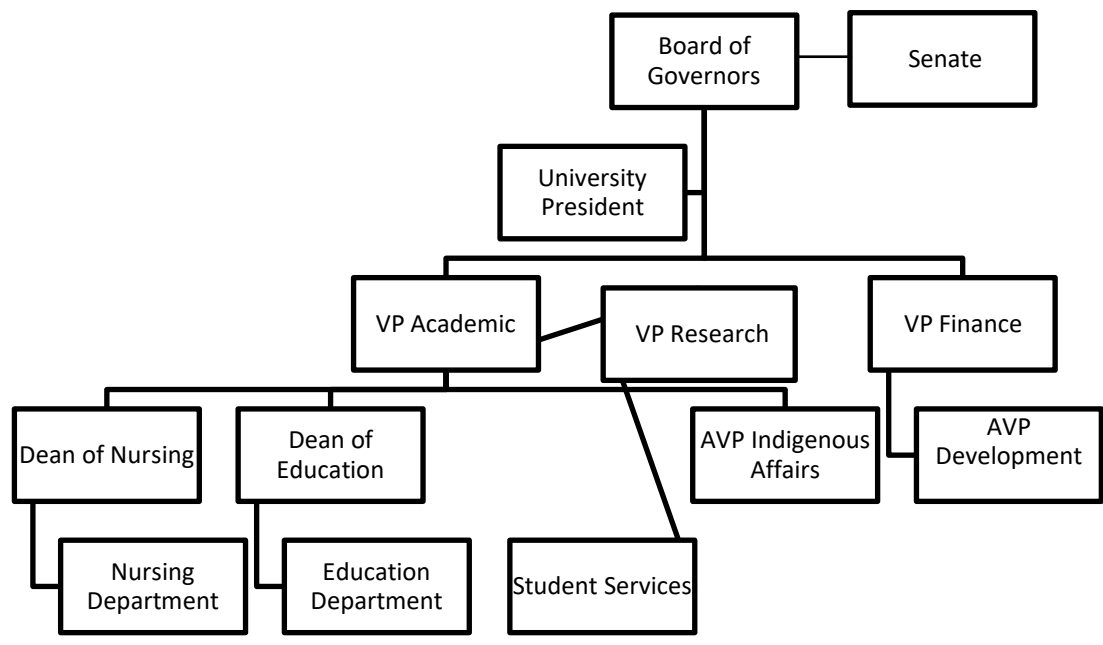 Board of
Governors
Senate
University
President
VP Academic
VP Research
VP Finance
Dean of Nursing
Dean of
Education
AVP Indigenous
Affairs
AVP
Development
Nursing
Department
Education
Department
Student Services